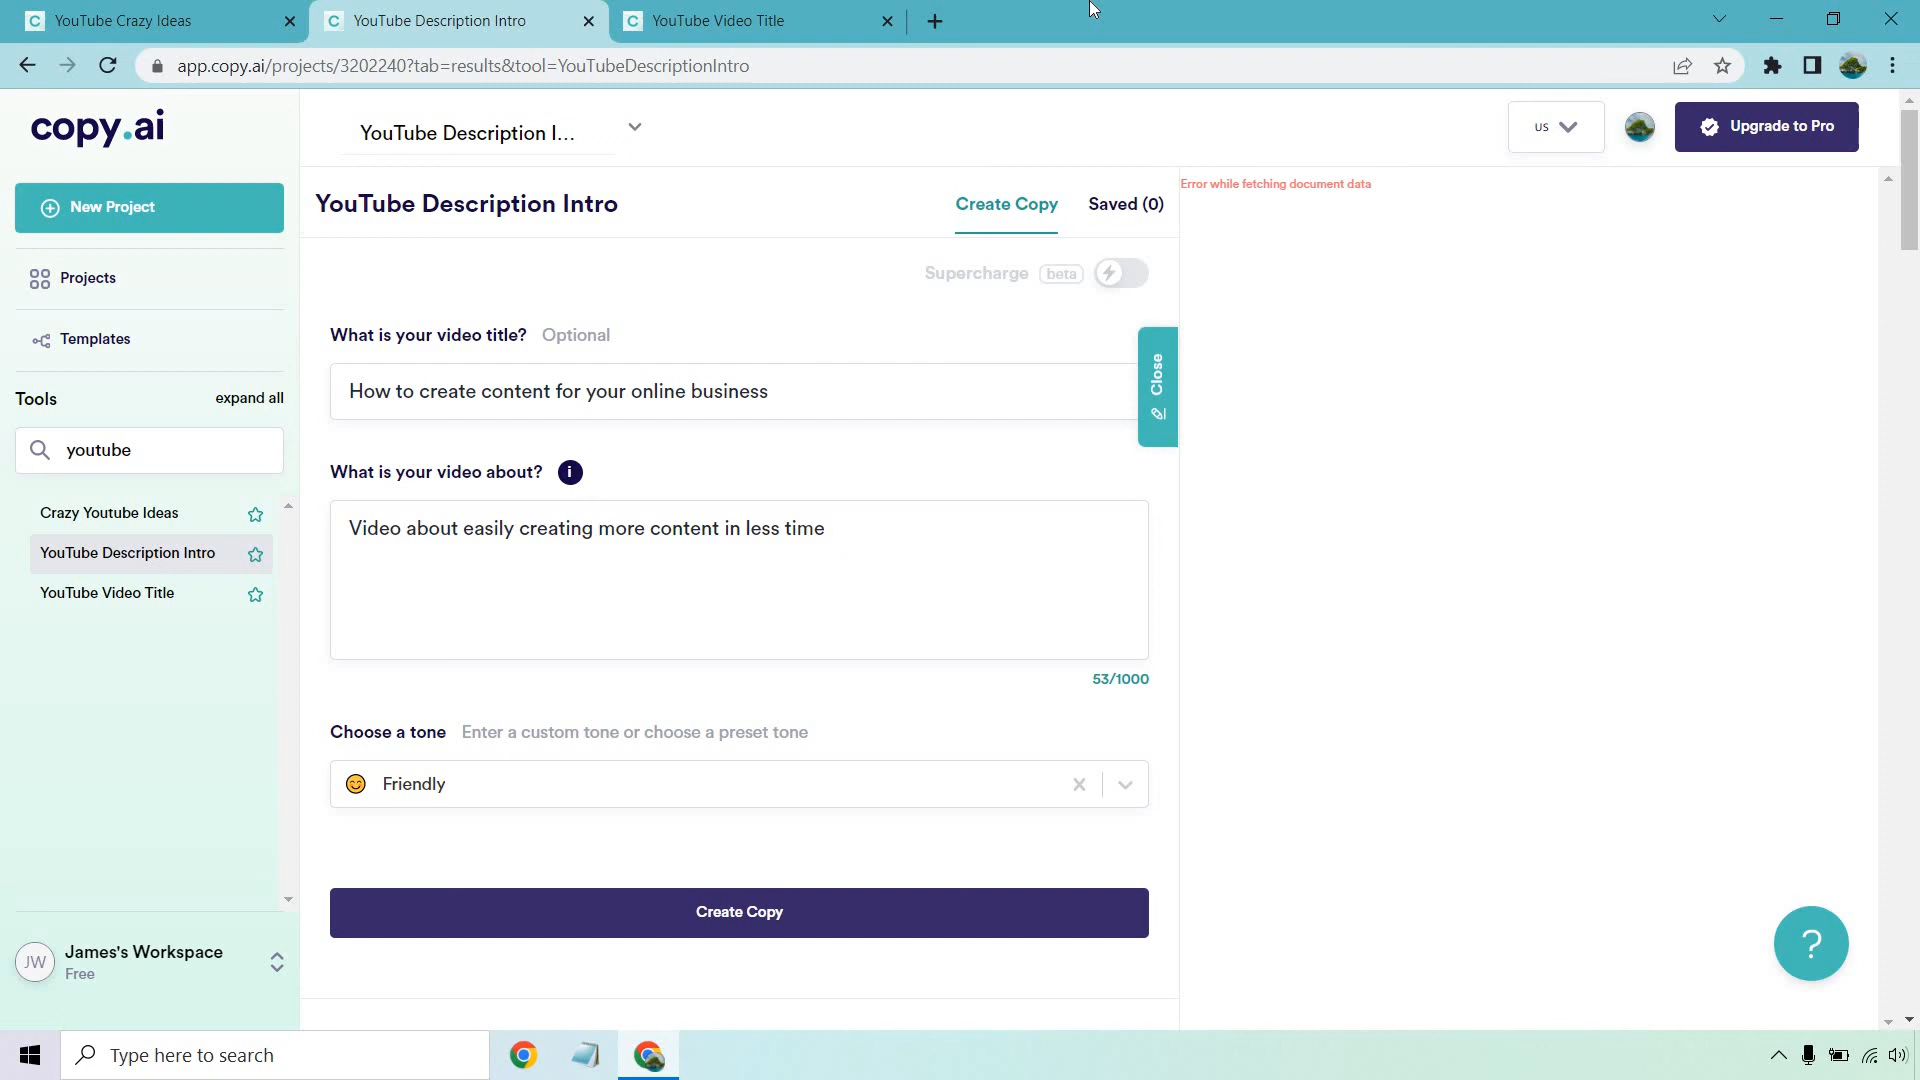 YouTube Crazy Ideas
YouTube Description Intro
YouTube Video Title
app.copy.ai/projects/3202240?tab=results&tool=YouTubeDescriptionIntro
copy.ai
YouTube Description I...
US
Upgrade to Pro
New Project
Projects
Templates
Tools
expand all
youtube
Crazy Youtube Ideas
YouTube Description Intro
YouTube Video Title
James's Workspace
JW
Free
YouTube Description Intro
Create Copy
Saved (0)
Error while fetching document data
Supercharge beta
What is your video title? Optional
How to create content for your online business
Close
What is your video about? i
Video about easily creating more content in less time
53/1000
Choose a tone Enter a custom tone or choose a preset tone
Friendly
Create Copy
?
Type here to search